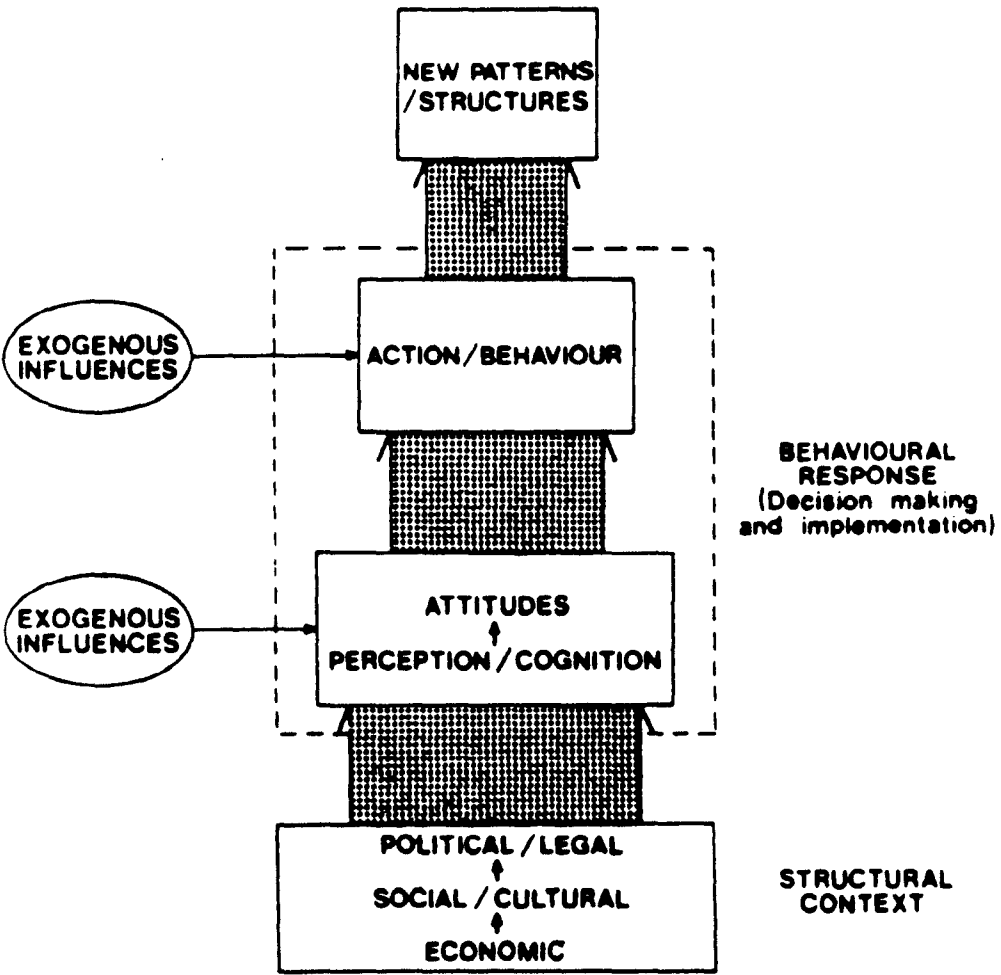 NEW PATTERNS
/STRUCTURES
EXOGENOUS
INFLUENCES
ACTION/BEHAVIOUR
BEHAVIOURAL
RESPONSE
(Decision making
and implementation)
EXOGENOUS
INFLUENCES
ATTITUDES
PERCEPTION/COGNITION
POLITICAL/LEGAL
SOCIAL/CULTURAL
ECONOMIC
STRUCTURAL
CONTEXT